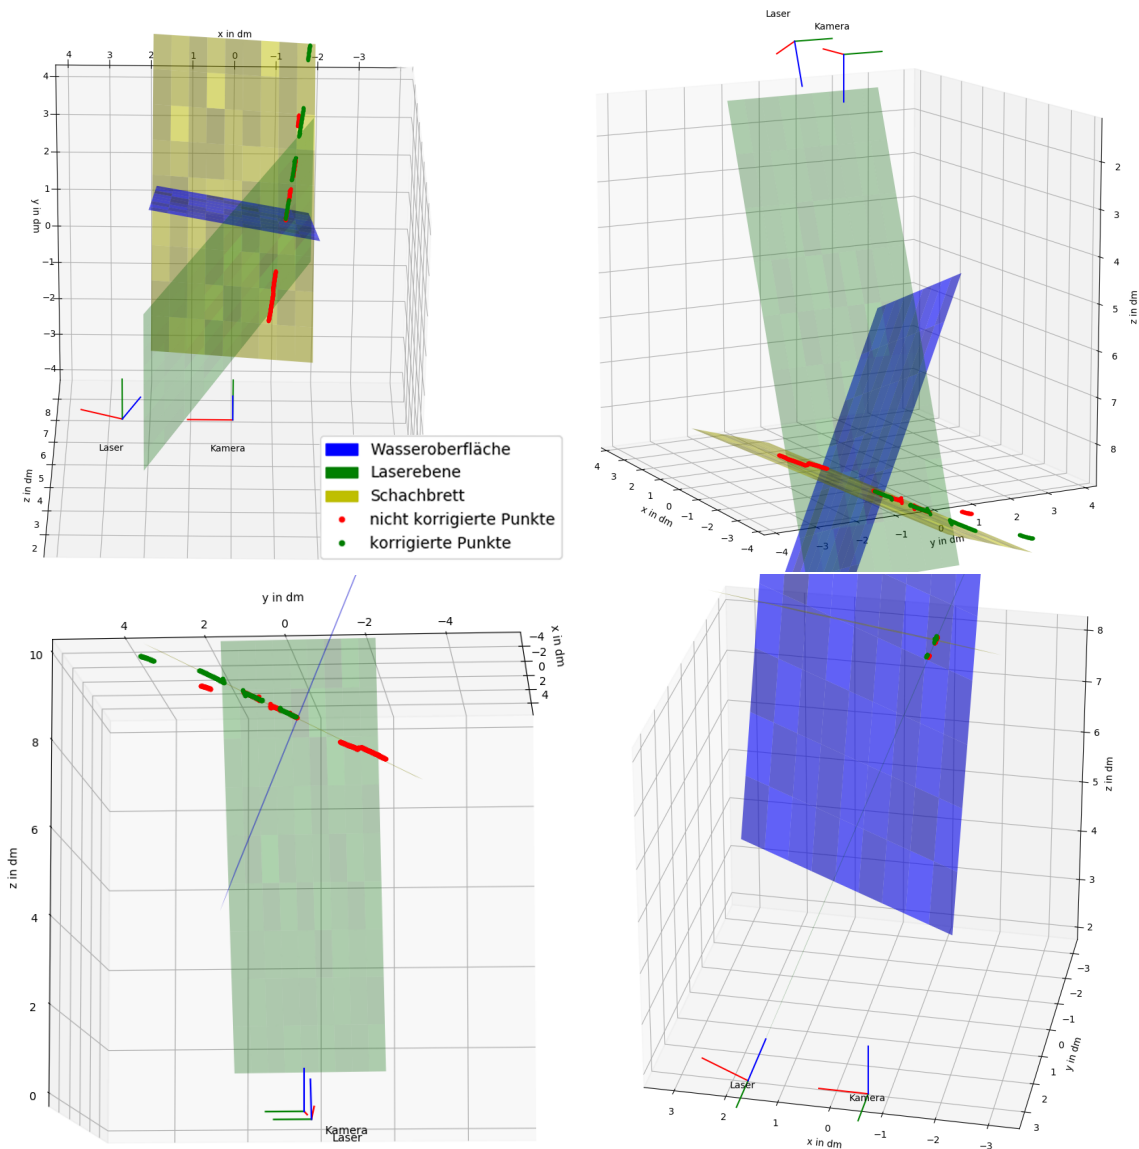 x in dm
4 3 2 1 0 −1 −2 −3
4
3
2
1
0
−1
−2
−3
−4
y in dm
8
7
6
5
4
3
2
z in dm
Laser Kamera
Wasseroberfläche
Laserebene
Schachbrett
nicht korrigierte Punkte
korrigierte Punkte
Laser
Kamera
2
3
4
5
6
7
8
z in dm
4 3 2 1 0 −1 −2 −3 −4
x in dm
−4 −3 −2 −1 0 1 2 3 4
y in dm
y in dm
4 2 0 −2 −4
−4
−2
0
2
4
x in dm
10
8
6
4
2
0
z in dm
Kamera
Laser
8
7
6
5
4
3
2
z in dm
−3
−2
−1
0
1
2
3
y in dm
Laser
Kamera
3 2 1 0 −1 −2 −3
x in dm